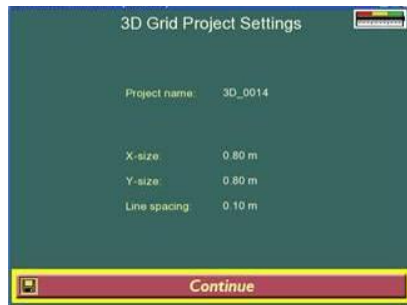 3D Grid Project Settings
Project name: 3D_0014
X-size: 0.80 m
Y-size: 0.80 m
Line spacing: 0.10 m
Continue